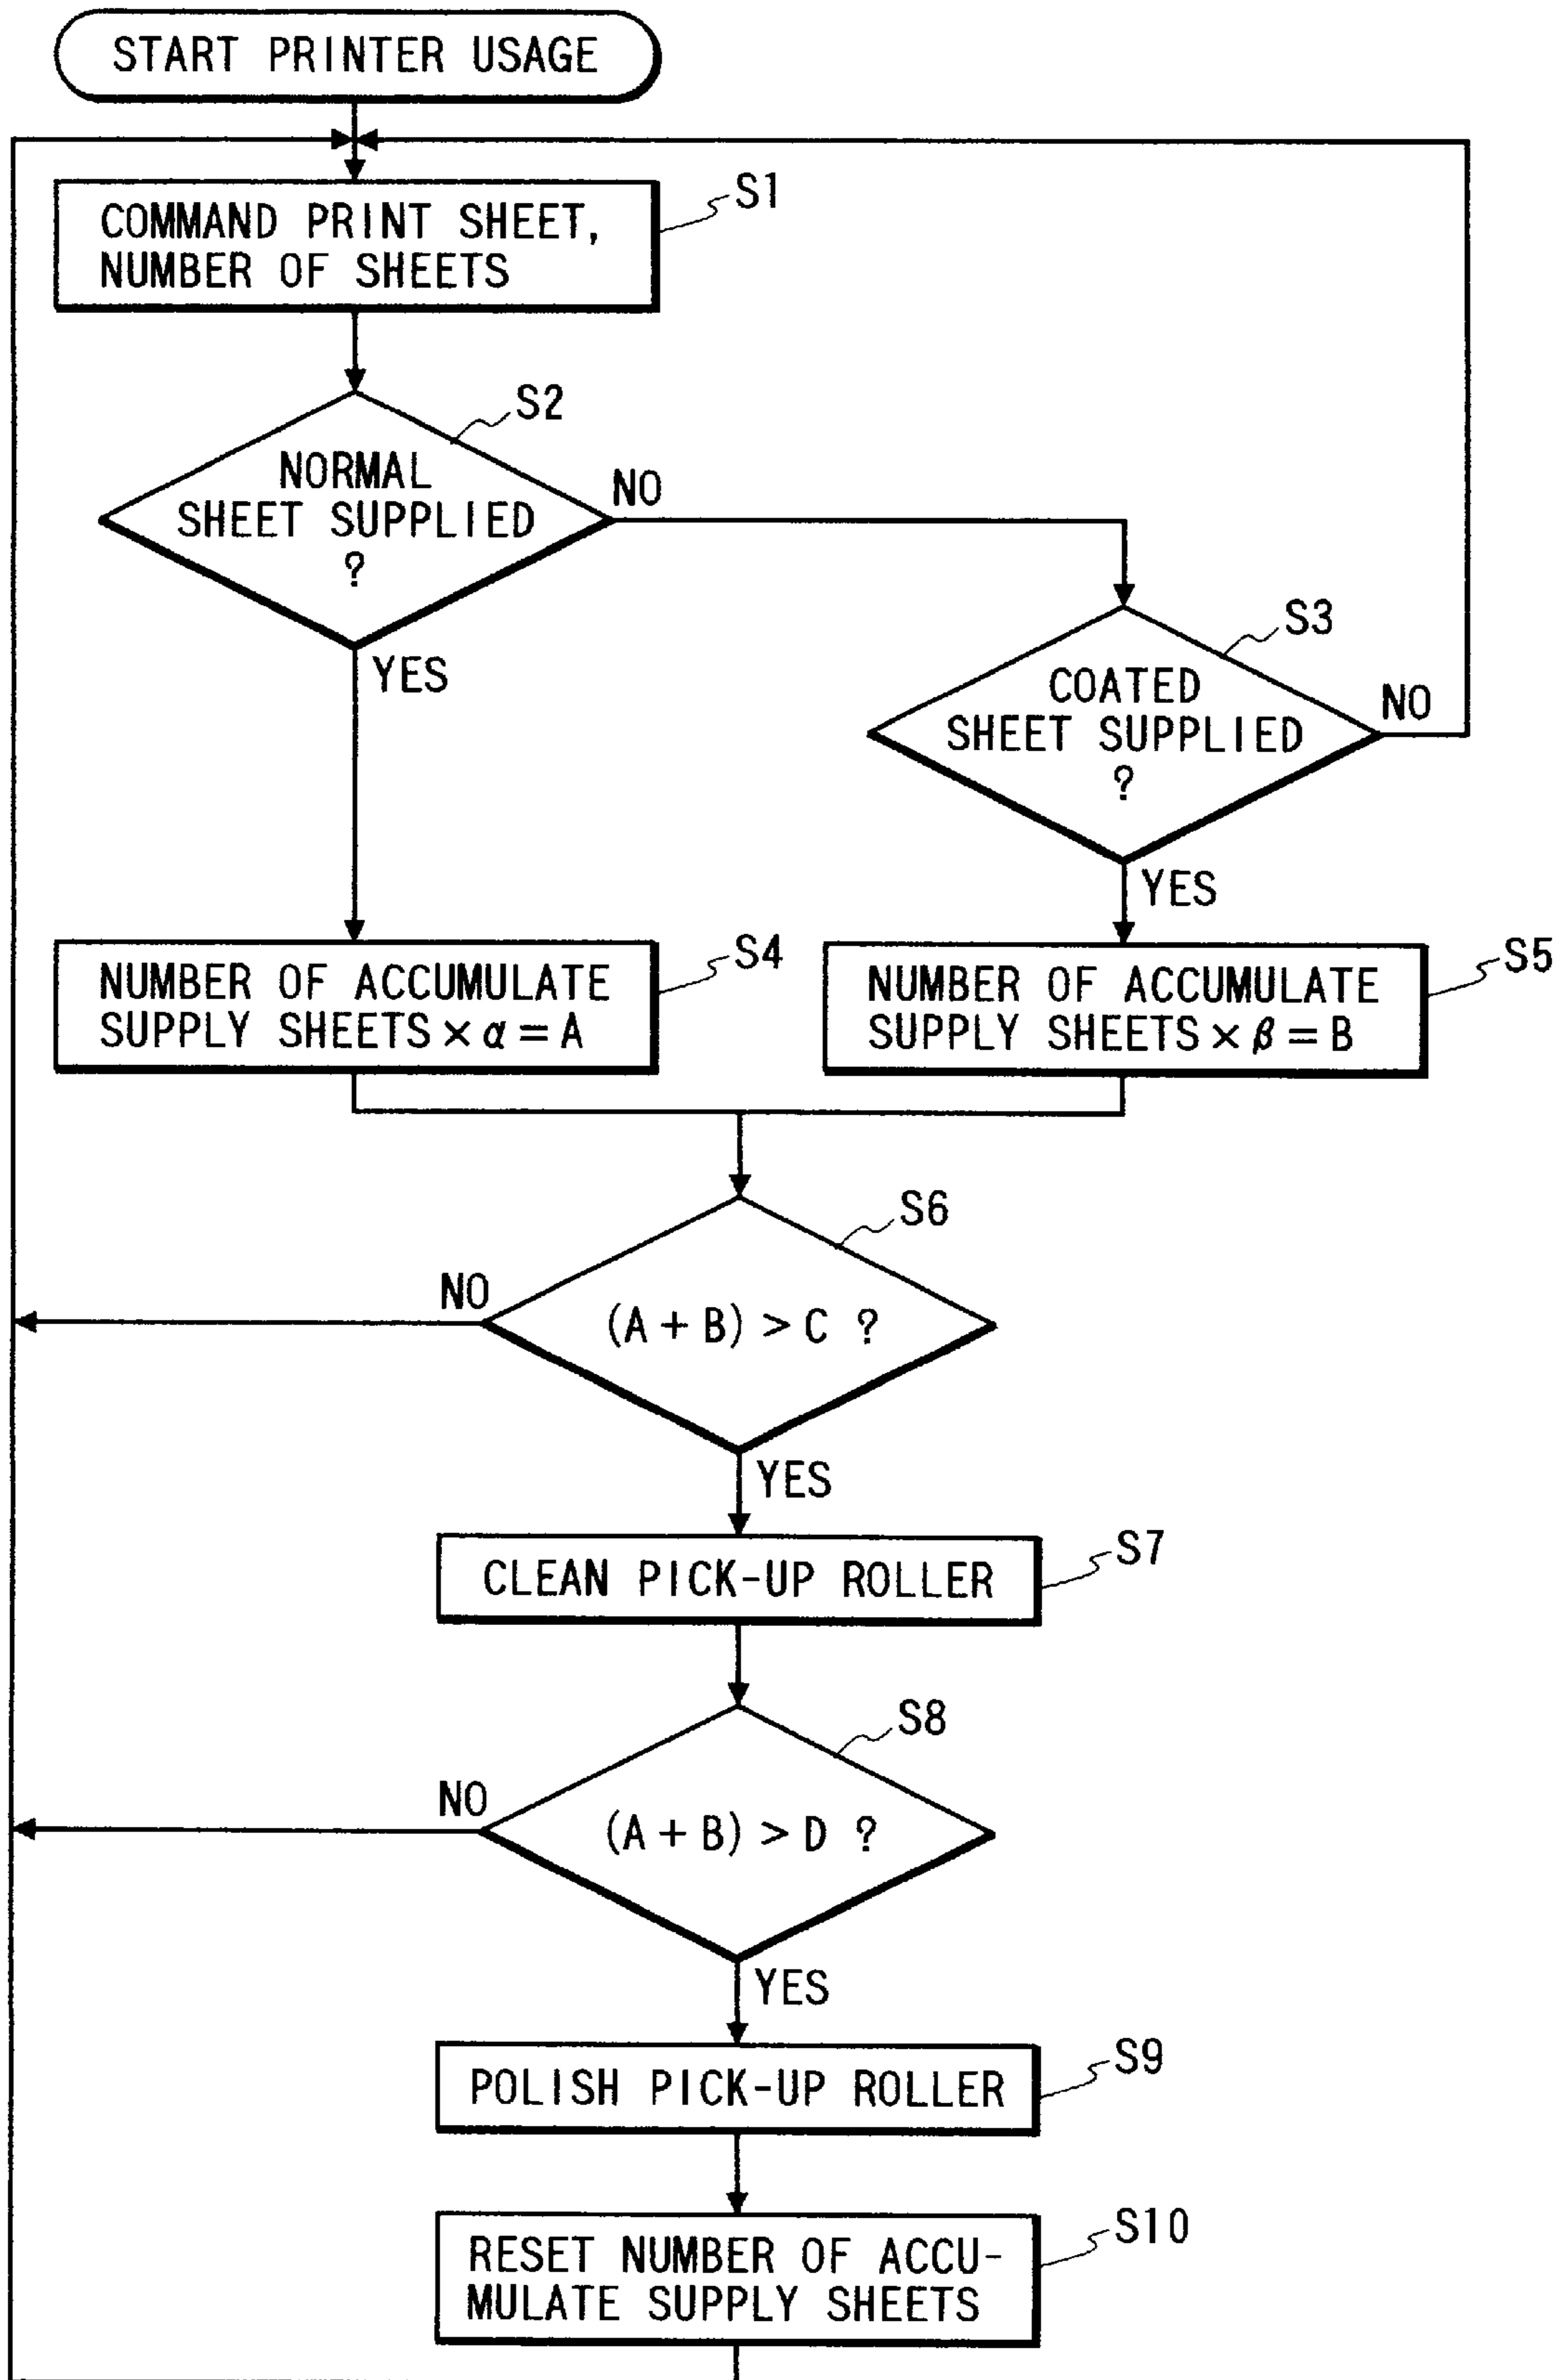 START PRINTER USAGE
COMMAND PRINT SHEET,
NUMBER OF SHEETS
S1
NORMAL
SHEET SUPPLIED
?
S2
NO
YES
COATED
SHEET SUPPLIED
?
S3
NO
YES
NUMBER OF ACCUMULATE
SUPPLY SHEETS × α = A
S4
NUMBER OF ACCUMULATE
SUPPLY SHEETS × β = B
S5
(A + B) > C ?
S6
NO
YES
CLEAN PICK-UP ROLLER
S7
(A + B) > D ?
S8
NO
YES
POLISH PICK-UP ROLLER
S9
RESET NUMBER OF ACCU-
MULATE SUPPLY SHEETS
S10